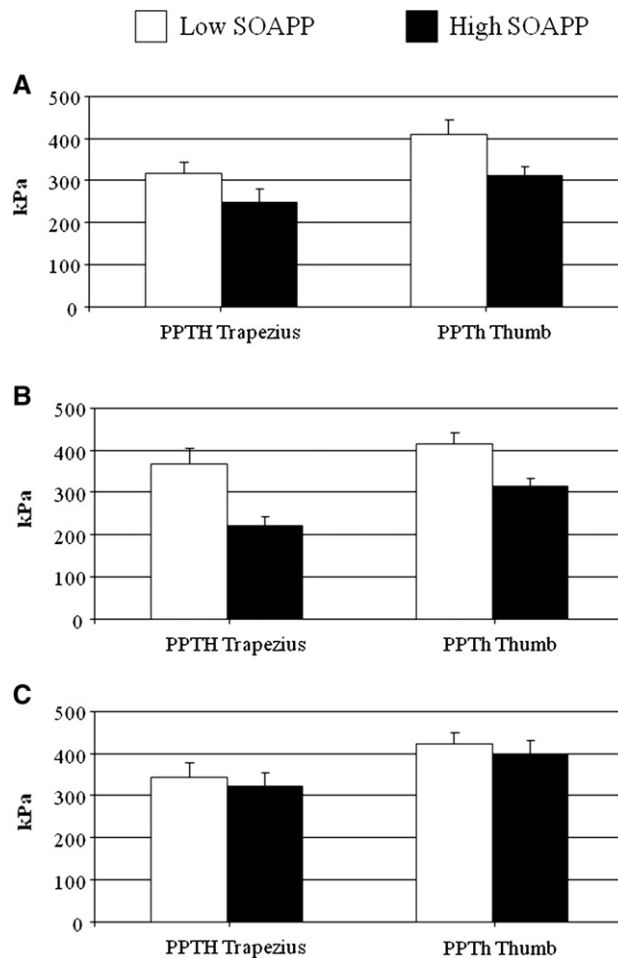 Low SOAPP High SOAPP
A
500
400
300
200
100
0
kPa
PPTH Trapezius PPTh Thumb
B
500
400
300
200
100
0
kPa
PPTH Trapezius PPTh Thumb
C
500
400
300
200
100
0
kPa
PPTH Trapezius PPTh Thumb